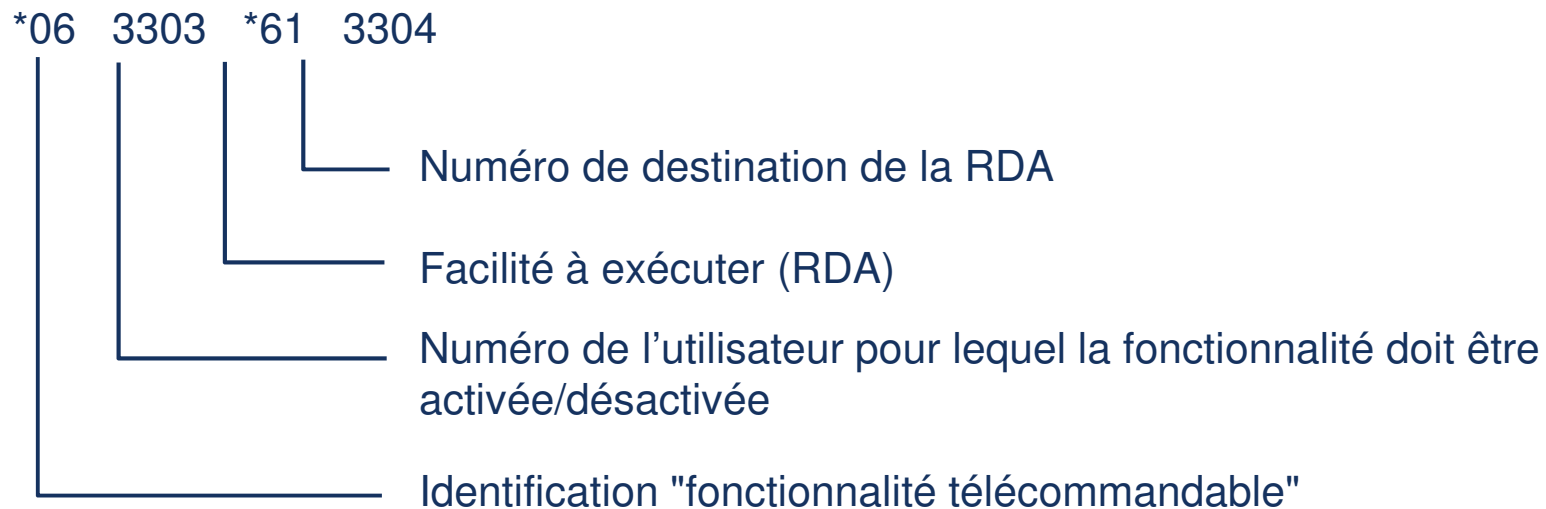 *06 3303 *61 3304
Numéro de destination de la RDA
Facilité à exécuter (RDA)
Numéro de l'utilisateur pour lequel la fonctionnalité doit être
activée/désactivée
Identification "fonctionnalité télécommandable"